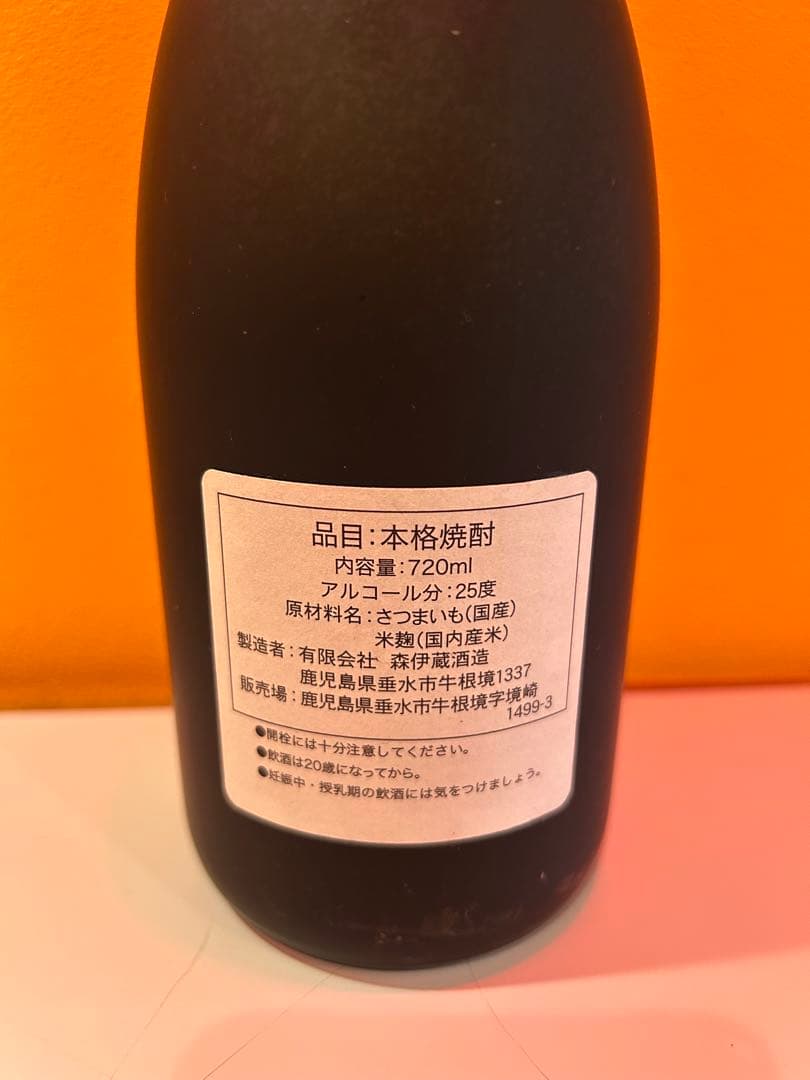 品目：本格焼酎
内容量：720ml
アルコール分：25度
原材料名：さつまいも(国産)
米麹(国内産米)
製造者：有限会社 森伊蔵酒造
鹿児島県垂水市牛根境1337
販売場：鹿児島県垂水市牛根境字境崎
1499-3
●開栓には十分注意してください。
●飲酒は20歳になってから。
●妊娠中・授乳期の飲酒には気をつけましょう。